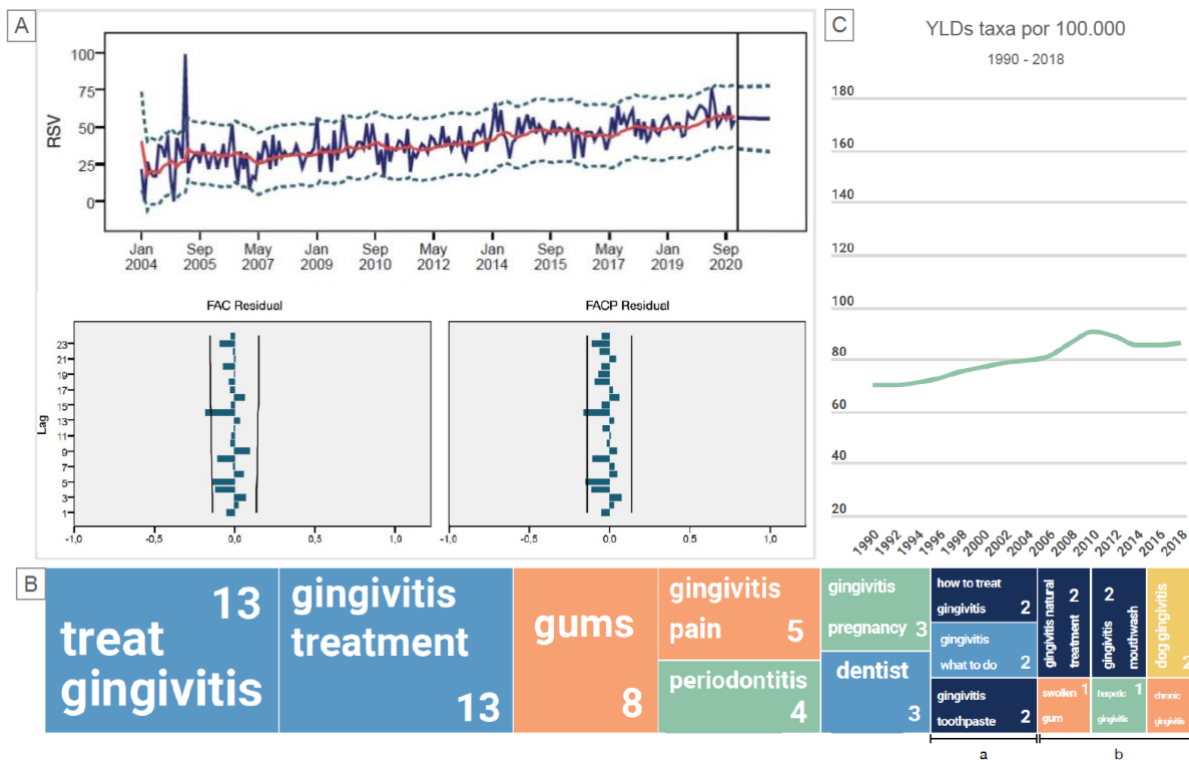 A
RSV
100
75
50
25
0
Jan
2004
Sep
2005
May
2007
Jan
2009
Sep
2010
May
2012
Jan
2014
Sep
2015
May
2017
Jan
2019
Sep
2020
FAC Residual
Lag
23
21
19
17
15
13
11
9
7
5
3
1
-1,0
-0,5
0,0
0,5
1,0
FACP Residual
-1,0
-0,5
0,0
0,5
1,0
C
YLDs taxa por 100.000
1990 - 2018
180
160
140
120
100
80
60
40
20
1990
1992
1994
1996
1998
2000
2002
2004
2006
2008
2010
2012
2014
2016
2018
B
13
treat
gingivitis
gingivitis
treatment
13
gums
8
gingivitis
pain 5
periodontitis
4
gingivitis
pregnancy 3
dentist
3
how to treat
gingivitis 2
gingivitis
what to do 2
gingivitis
toothpaste 2
gingivitis natural
treatment 2
2
gingivitis
mouthwash
dog gingivitis
2
swollen 1
gum
herpetic 1
gingivitis
chronic
gingivitis
a
b